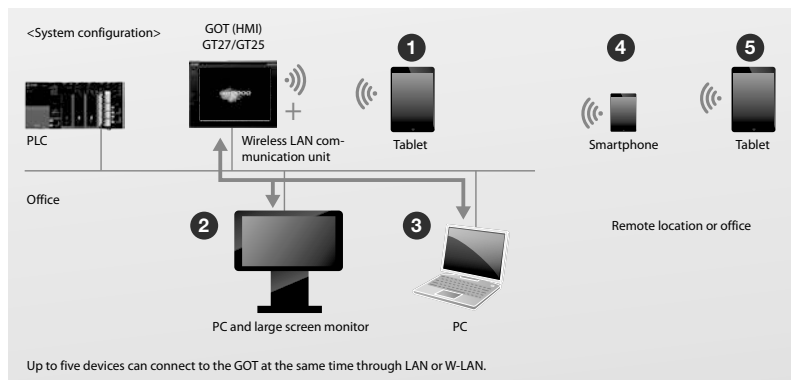 <System configuration>
GOT (HMI)
GT27/GT25
1
4
5
PLC
+
Wireless LAN com-
munication unit
Tablet
Smartphone
Tablet
Office
2
3
Remote location or office
PC and large screen monitor
PC
Up to five devices can connect to the GOT at the same time through LAN or W-LAN.